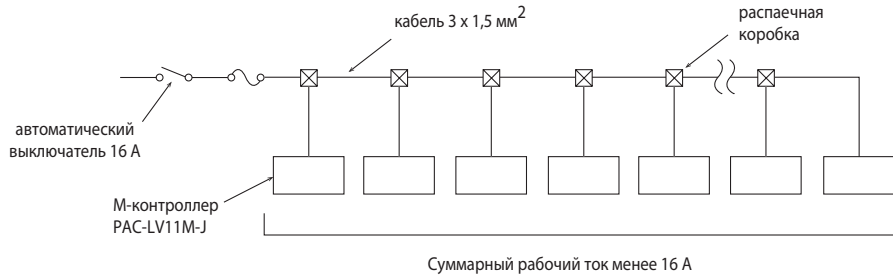 кабель 3 x 1,5 мм²
распаечная
коробка
автоматический
выключатель 16 А
М-контроллер
PAC-LV11M-J
Суммарный рабочий ток менее 16 А